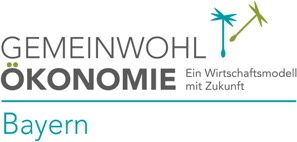 GEMEINWOHL
ÖKONOMIE
Ein Wirtschaftsmodell
mit Zukunft
Bayern